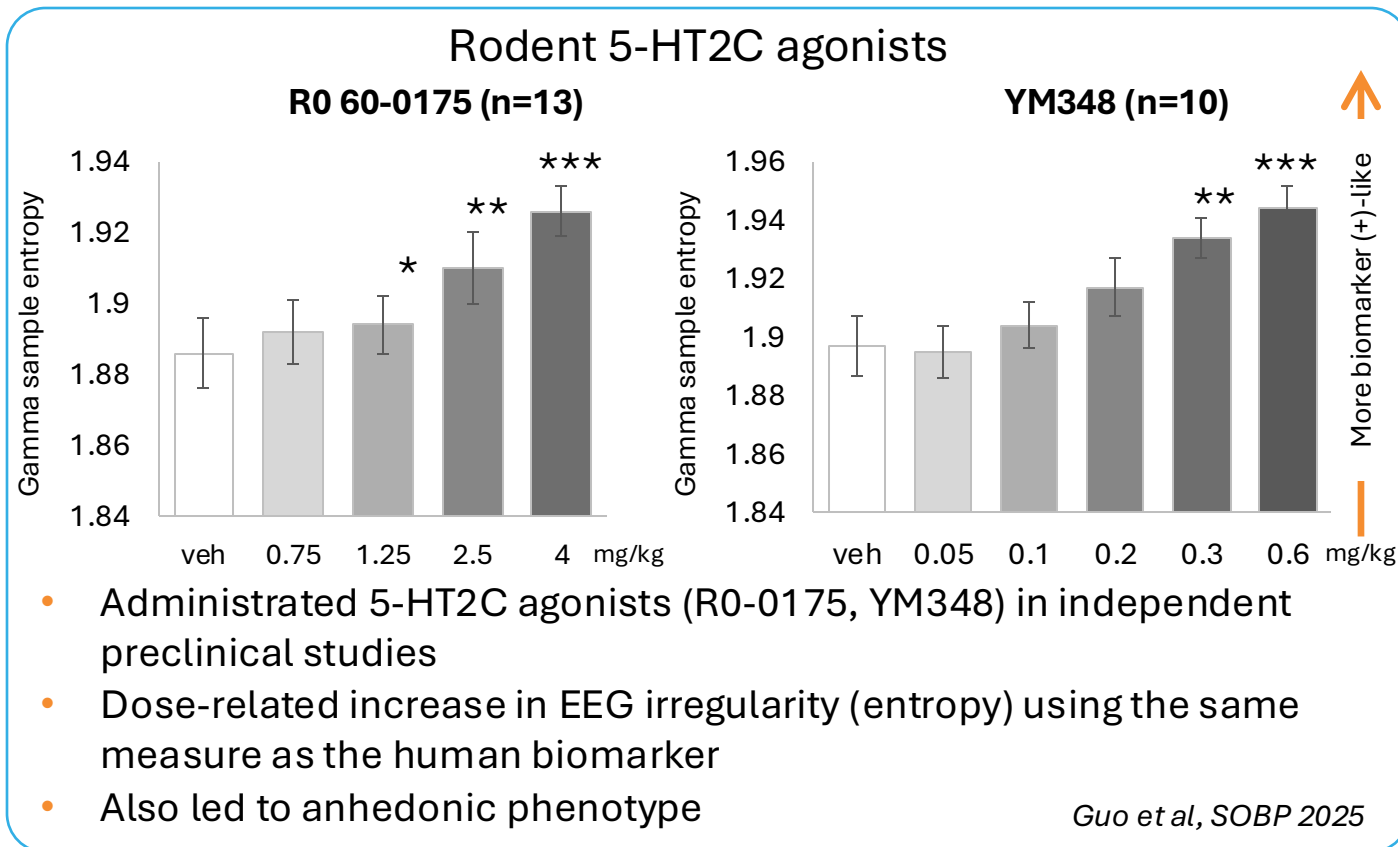 Rodent 5-HT2C agonists
R0 60-0175 (n=13)
Gamma sample entropy
1.94
1.92
1.9
1.88
1.86
1.84
*
**
***
veh 0.75 1.25 2.5 4 mg/kg
YM348 (n=10)
Gamma sample entropy
1.96
1.94
1.92
1.9
1.88
1.86
1.84
**
***
veh 0.05 0.1 0.2 0.3 0.6 mg/kg
More biomarker (+)-like
• Administrated 5-HT2C agonists (R0-0175, YM348) in independent
preclinical studies
• Dose-related increase in EEG irregularity (entropy) using the same
measure as the human biomarker
• Also led to anhedonic phenotype
Guo et al, SOBP 2025